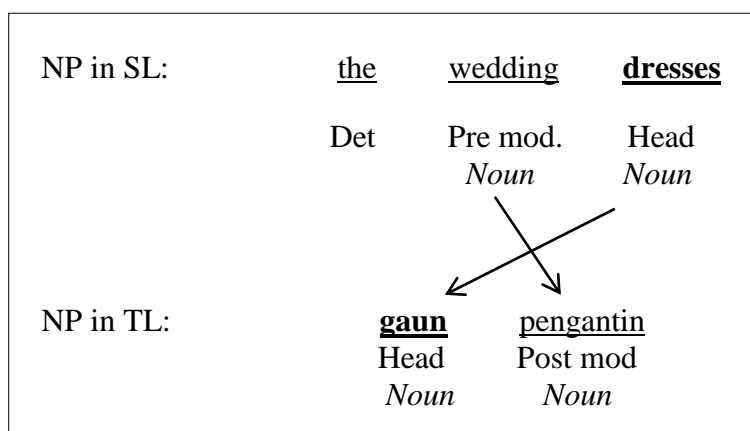 NP in SL: the wedding dresses
Det Pre mod. Head
Noun Noun
NP in TL: gaun pengantin
Head Post mod
Noun Noun